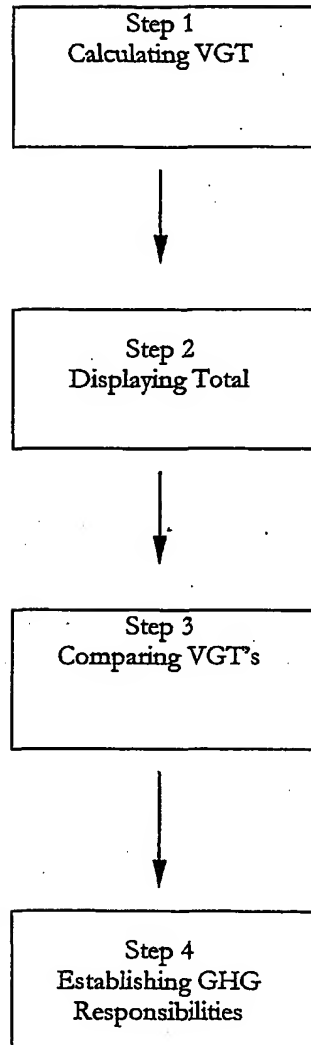 Step 1
Calculating VGT
Step 2
Displaying Total
Step 3
Comparing VGT's
Step 4
Establishing GHG
Responsibilities